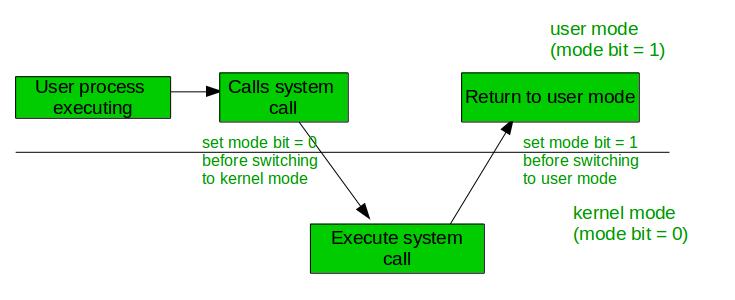 user mode
(mode bit = 1)
User process
executing
Calls system
call
Return to user mode
set mode bit = 0
before switching
to kernel mode
set mode bit = 1
before switching
to user mode
kernel mode
(mode bit = 0)
Execute system
call